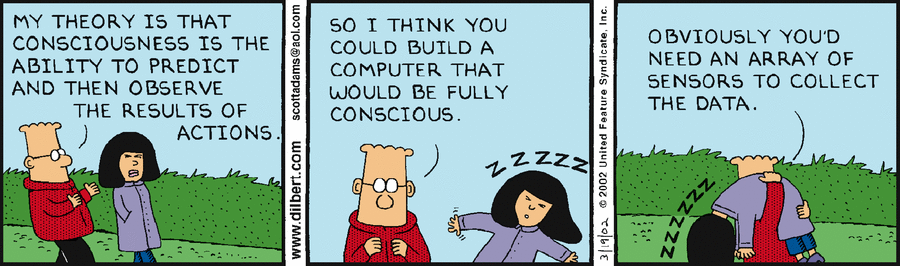 MY THEORY IS THAT
CONSCIOUSNESS IS THE
ABILITY TO PREDICT
AND THEN OBSERVE
THE RESULTS OF
ACTIONS.
www.dilbert.com
scottadams@aol.com
SO I THINK YOU
COULD BUILD A
COMPUTER THAT
WOULD BE FULLY
CONSCIOUS.
ZZZZZ
3/19/02 © 2002 United Feature Syndicate, Inc.
OBVIOUSLY YOU'D
NEED AN ARRAY OF
SENSORS TO COLLECT
THE DATA.
ZZZZZZ